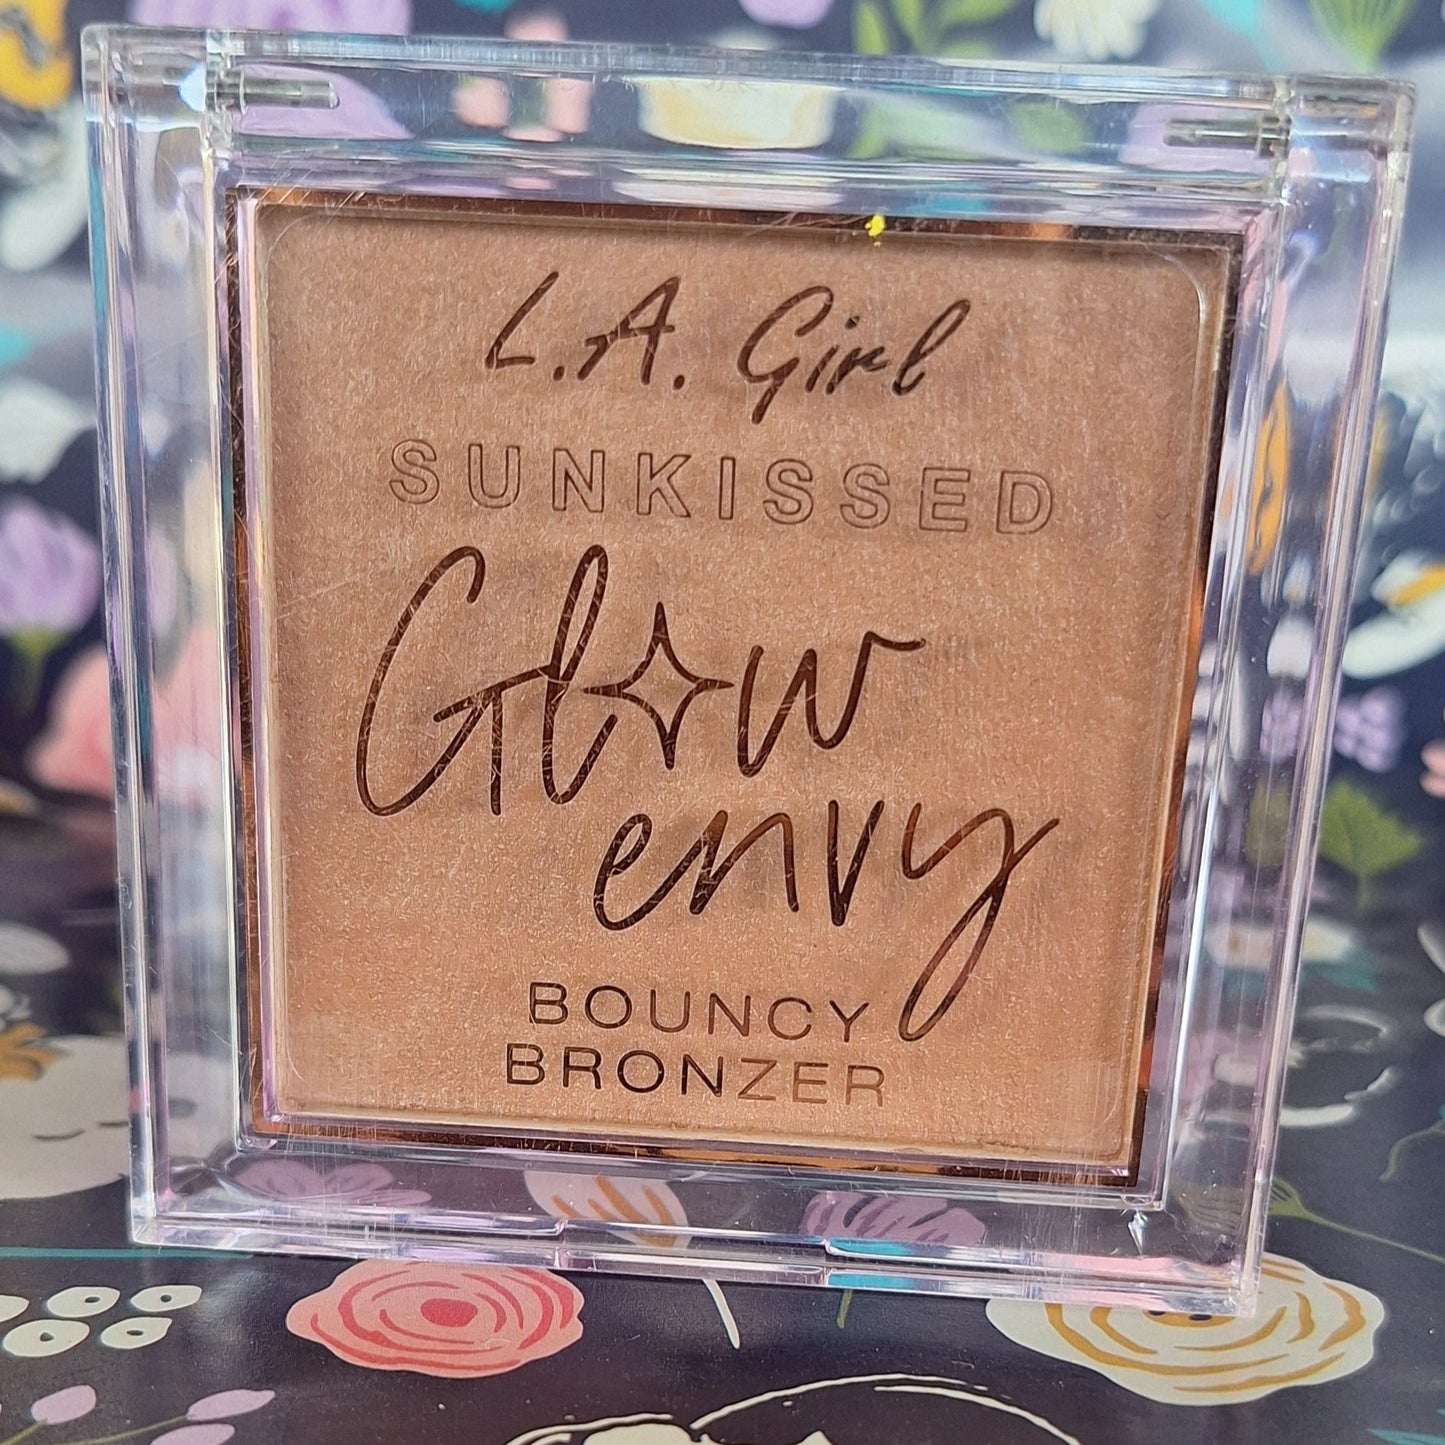 L.A. Girl
SUNKISSED
Glow
envy
BOUNCY
BRONZER